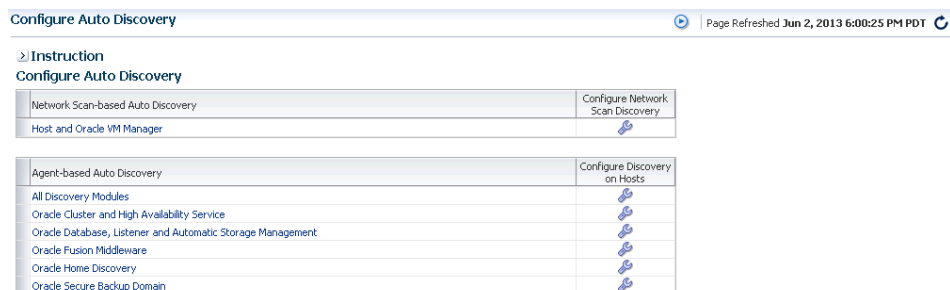 Configure Auto Discovery
Page Refreshed Jun 2, 2013 6:00:25 PM PDT
Instruction
Configure Auto Discovery
Network Scan-based Auto Discovery
Configure Network
Scan Discovery
Host and Oracle VM Manager
Agent-based Auto Discovery
Configure Discovery
on Hosts
All Discovery Modules
Oracle Cluster and High Availability Service
Oracle Database, Listener and Automatic Storage Management
Oracle Fusion Middleware
Oracle Home Discovery
Oracle Secure Backup Domain